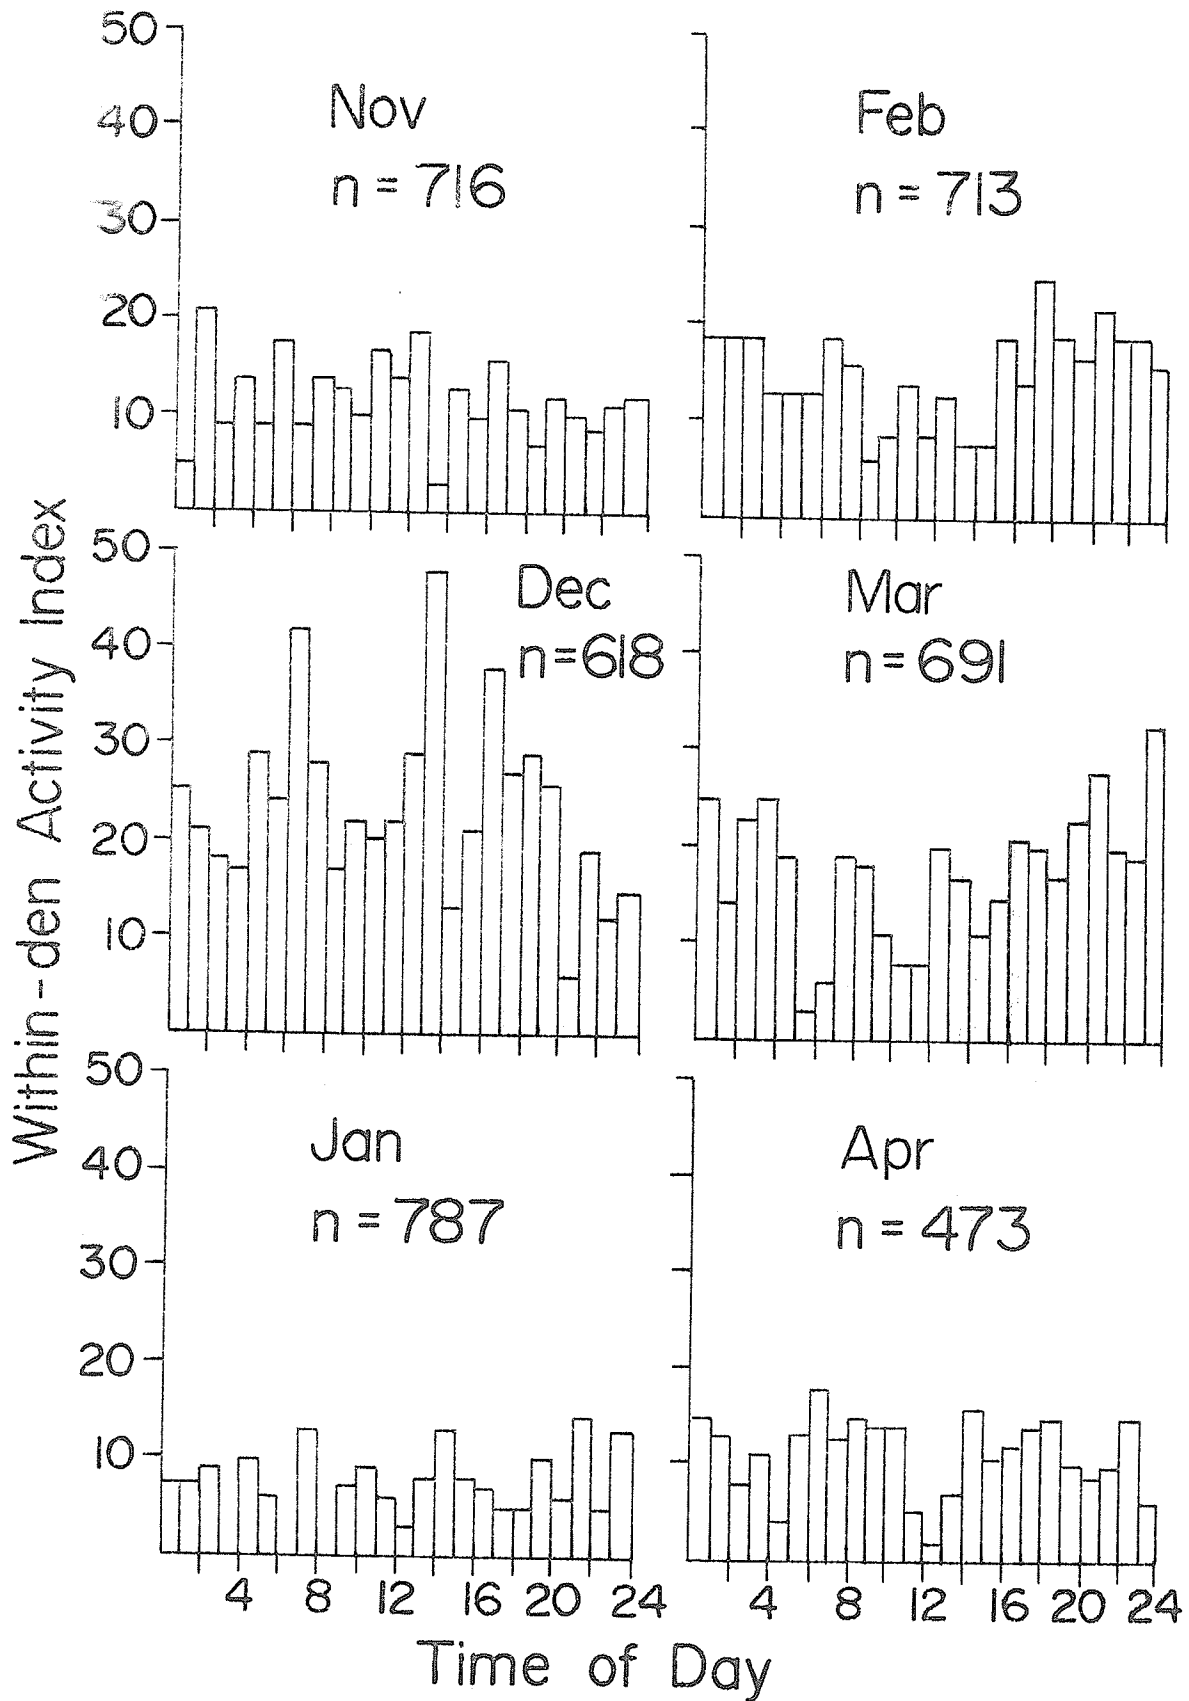 50
40
30
20
10
Nov
n = 716
Feb
n = 713
50
40
30
20
10
Dec
n=618
Mar
n=691
50
40
30
20
10
Jan
n = 787
Apr
n = 473
4 8 12 16 20 24
4 8 12 16 20 24
Within-den Activity Index
Time of Day